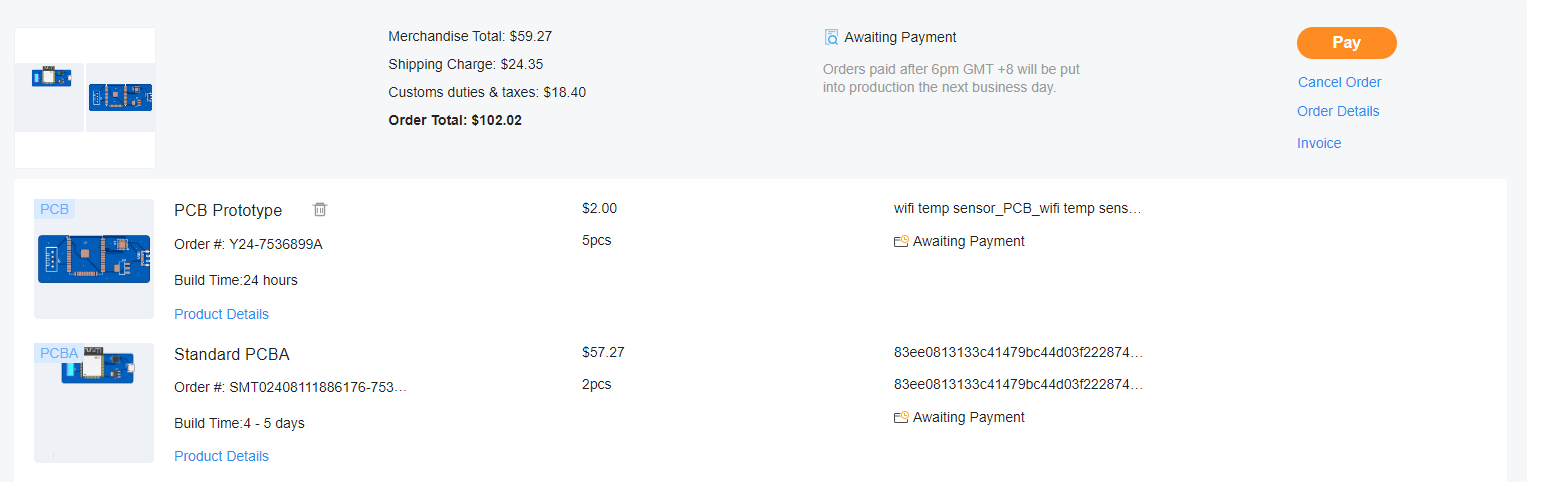 Merchandise Total: $59.27
Shipping Charge: $24.35
Customs duties & taxes: $18.40
Order Total: $102.02
Awaiting Payment
Orders paid after 6pm GMT +8 will be put
into production the next business day.
Pay
Cancel Order
Order Details
Invoice
PCB
PCB Prototype
Order #: Y24-7536899A
Build Time:24 hours
Product Details
$2.00
5pcs
wifi temp sensor_PCB_wifi temp sens…
Awaiting Payment
PCBA
Standard PCBA
Order #: SMT02408111886176-753…
Build Time:4 - 5 days
Product Details
$57.27
2pcs
83ee0813133c41479bc44d03f222874…
83ee0813133c41479bc44d03f222874…
Awaiting Payment